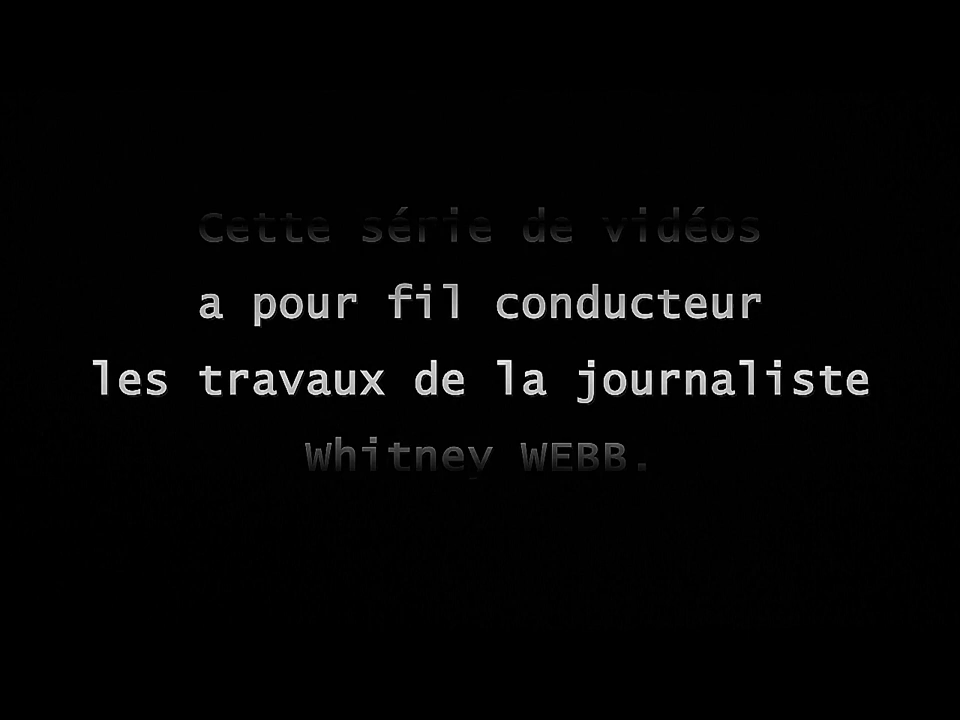 Cette série de vidéos
a pour fil conducteur
les travaux de la journaliste
Whitney WEBB.